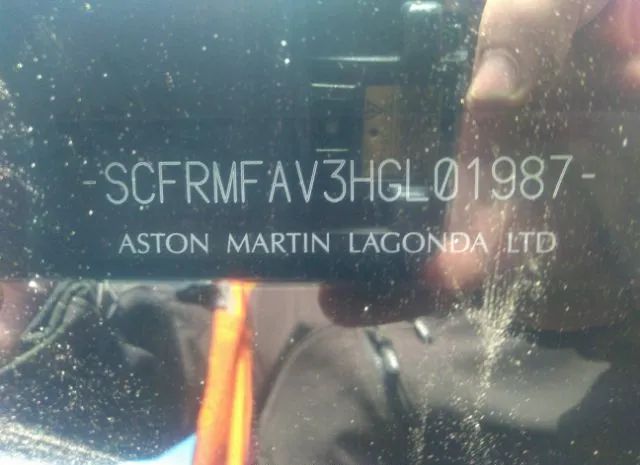 -SCFRMFAV3HGL01987-
ASTON MARTIN LAGONDA LTD